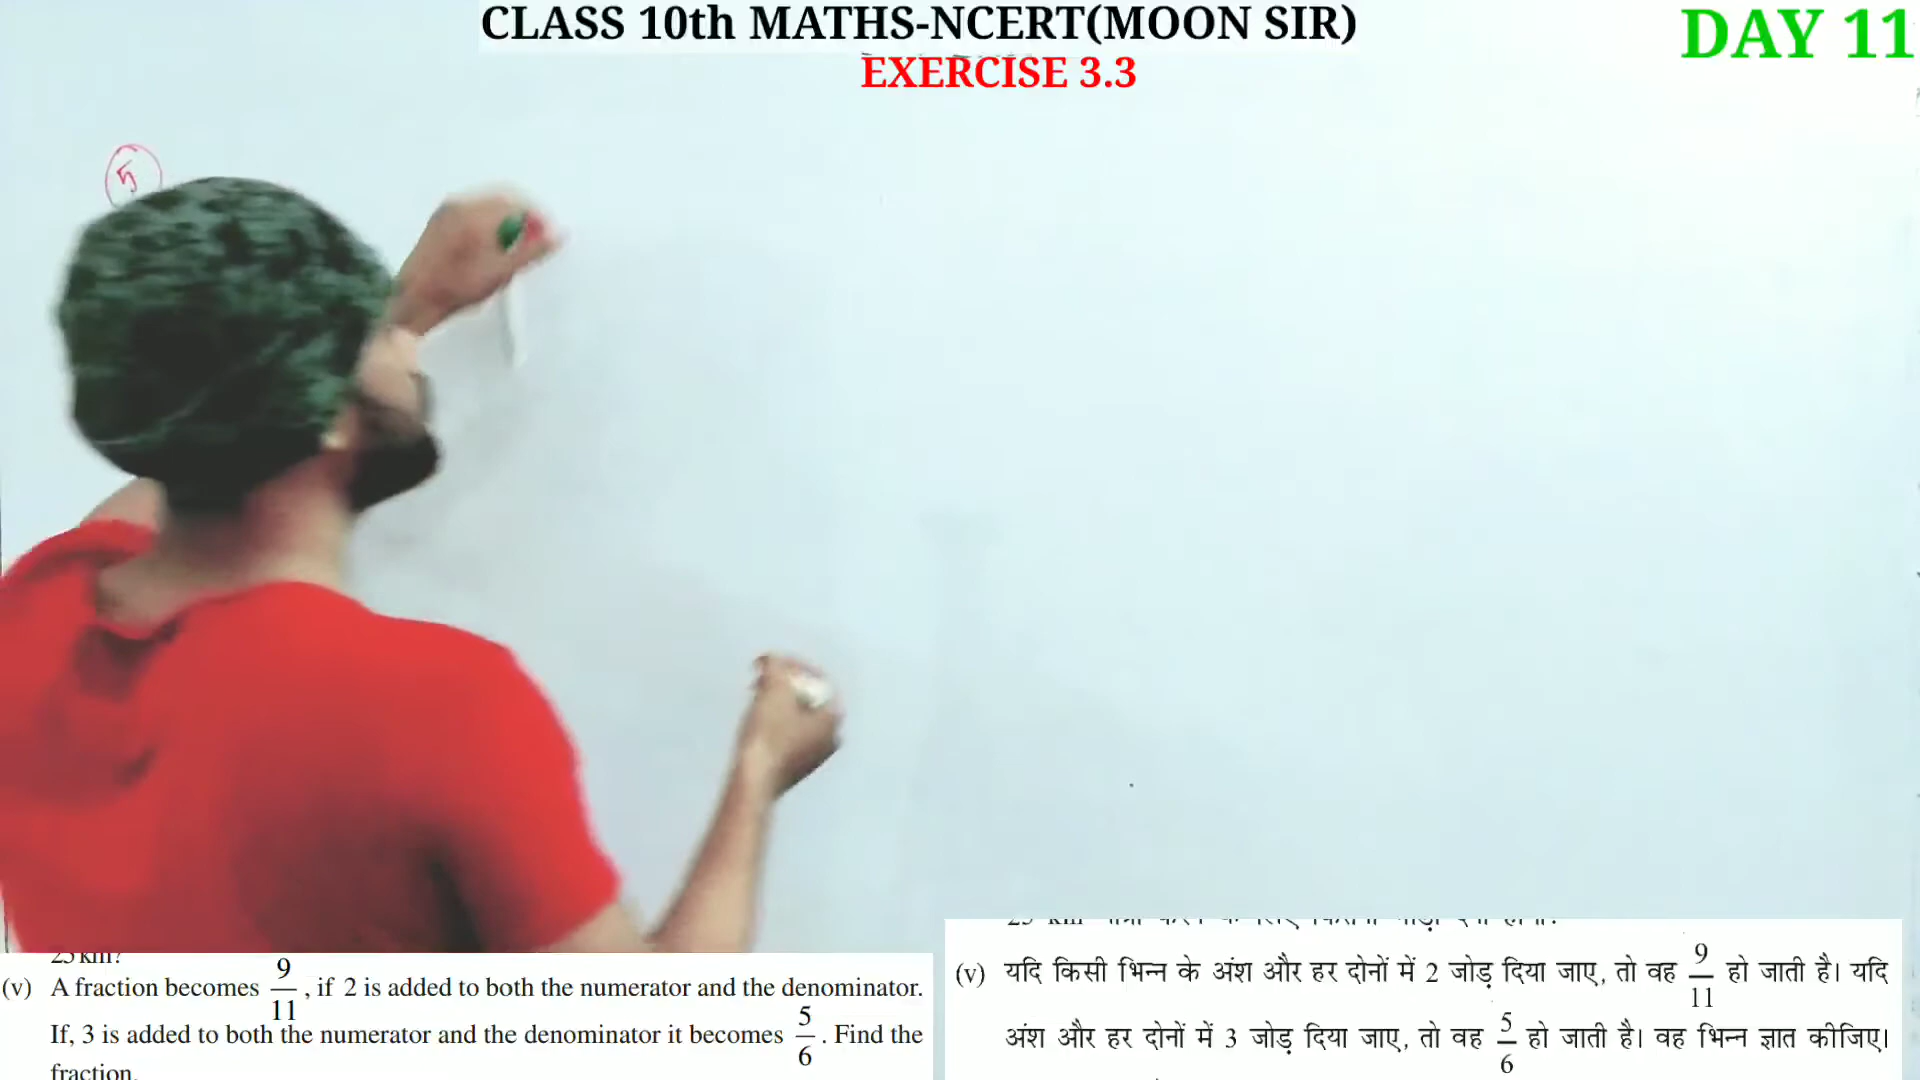 CLASS 10th MATHS-NCERT(MOON SIR)
DAY 11
EXERCISE 3.3
5
25 km?
(v) A fraction becomes 9/11, if 2 is added to both the numerator and the denominator.
If, 3 is added to both the numerator and the denominator it becomes 5/6. Find the
fraction.
(v) यदि किसी भिन्न के अंश और हर दोनों में 2 जोड़ दिया जाए, तो वह 9/11 हो जाती है। यदि
अंश और हर दोनों में 3 जोड़ दिया जाए, तो वह 5/6 हो जाती है। वह भिन्न ज्ञात कीजिए।